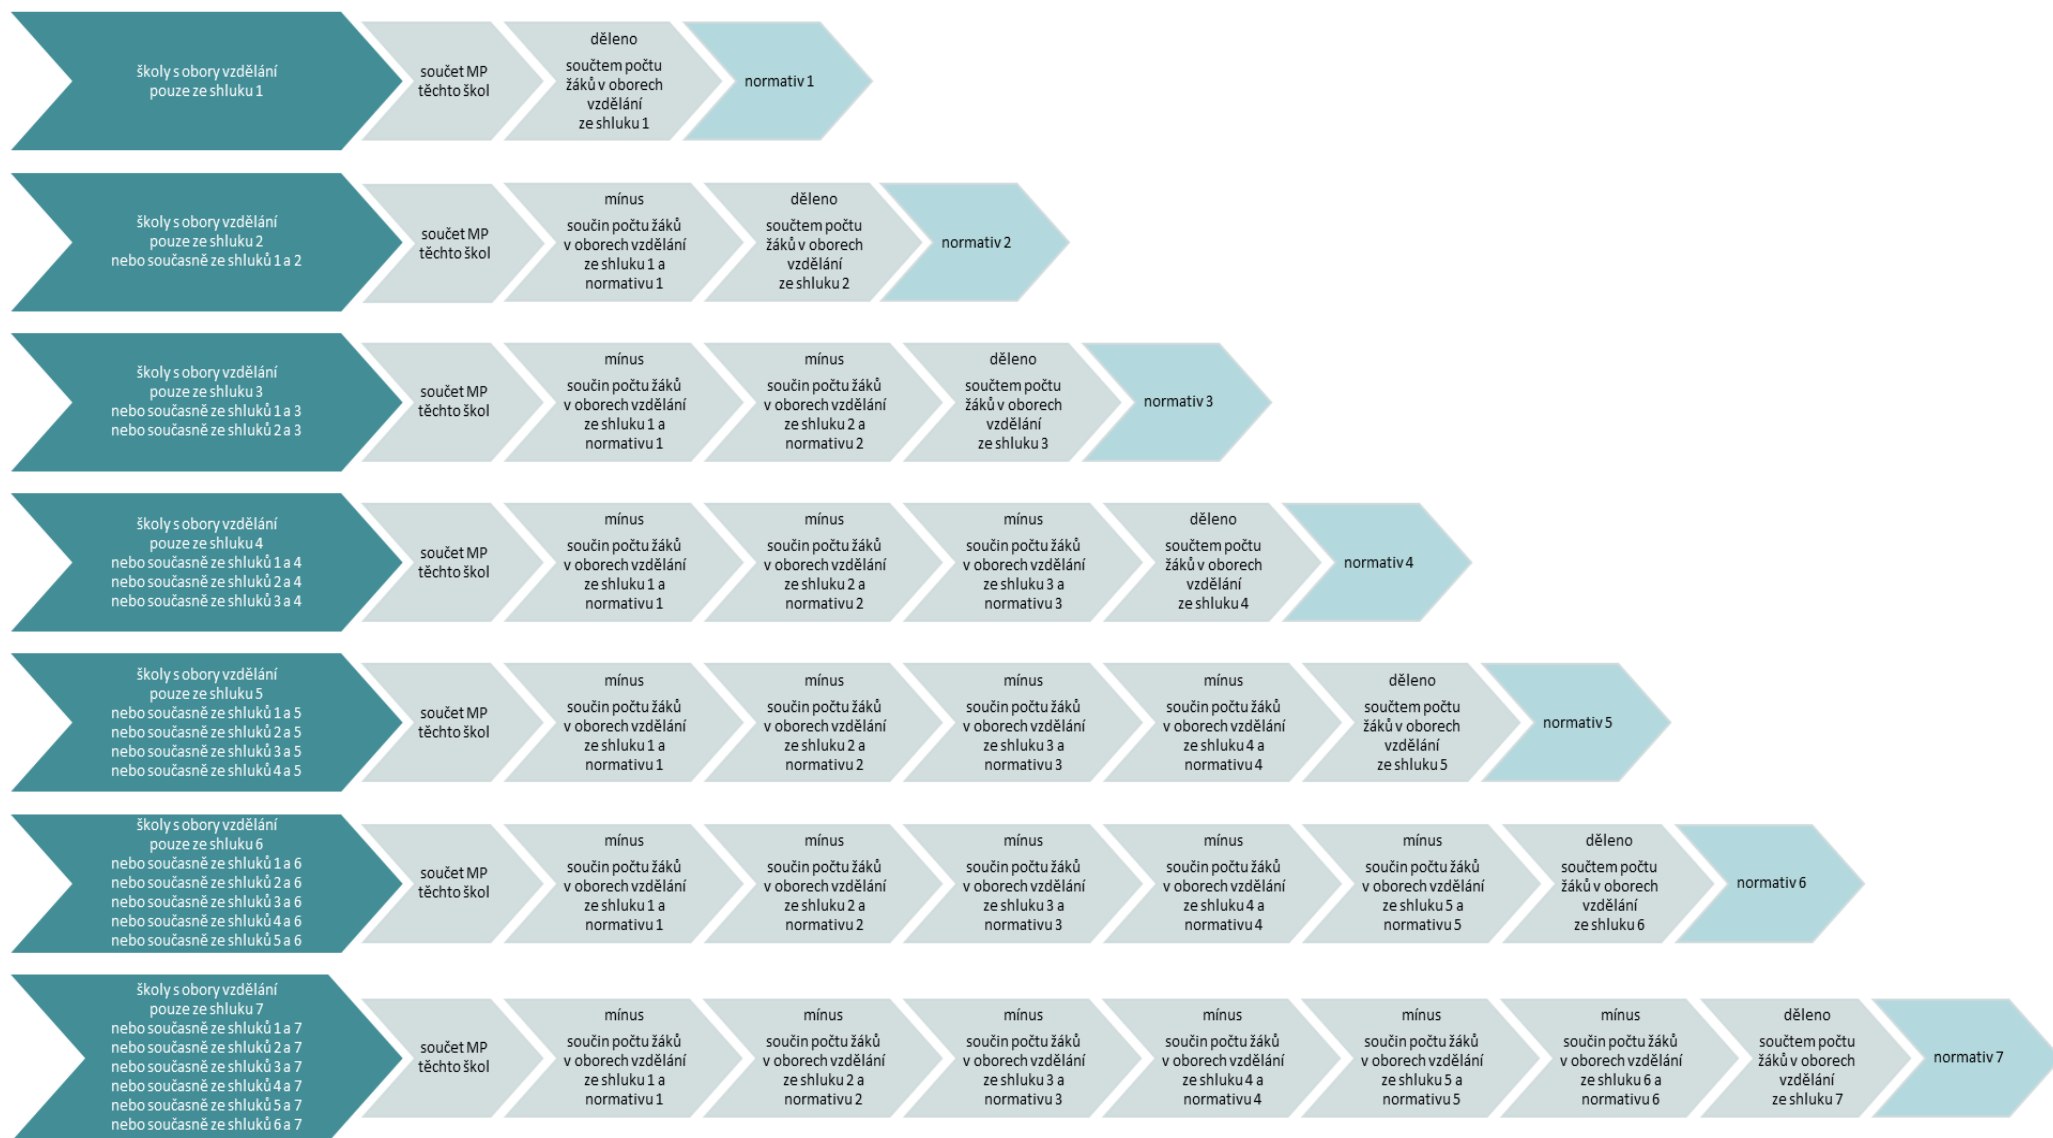 školy s obory vzdělání
pouze ze shluku 1
součet MP
těchto škol
děleno
součtem počtu
žáků v oborech
vzdělání
ze shluku 1
normativ 1
školy s obory vzdělání
pouze ze shluku 2
nebo současně ze shluků 1 a 2
součet MP
těchto škol
mínus
součin počtu žáků
v oborech vzdělání
ze shluku 1 a
normativu 1
děleno
součtem počtu
žáků v oborech
vzdělání
ze shluku 2
normativ 2
školy s obory vzdělání
pouze ze shluku 3
nebo současně ze shluků 1 a 3
nebo současně ze shluků 2 a 3
součet MP
těchto škol
mínus
součin počtu žáků
v oborech vzdělání
ze shluku 1 a
normativu 1
mínus
součin počtu žáků
v oborech vzdělání
ze shluku 2 a
normativu 2
děleno
součtem počtu
žáků v oborech
vzdělání
ze shluku 3
normativ 3
školy s obory vzdělání
pouze ze shluku 4
nebo současně ze shluků 1 a 4
nebo současně ze shluků 2 a 4
nebo současně ze shluků 3 a 4
součet MP
těchto škol
mínus
součin počtu žáků
v oborech vzdělání
ze shluku 1 a
normativu 1
mínus
součin počtu žáků
v oborech vzdělání
ze shluku 2 a
normativu 2
mínus
součin počtu žáků
v oborech vzdělání
ze shluku 3 a
normativu 3
děleno
součtem počtu
žáků v oborech
vzdělání
ze shluku 4
normativ 4
školy s obory vzdělání
pouze ze shluku 5
nebo současně ze shluků 1 a 5
nebo současně ze shluků 2 a 5
nebo současně ze shluků 3 a 5
nebo současně ze shluků 4 a 5
součet MP
těchto škol
mínus
součin počtu žáků
v oborech vzdělání
ze shluku 1 a
normativu 1
mínus
součin počtu žáků
v oborech vzdělání
ze shluku 2 a
normativu 2
mínus
součin počtu žáků
v oborech vzdělání
ze shluku 3 a
normativu 3
mínus
součin počtu žáků
v oborech vzdělání
ze shluku 4 a
normativu 4
děleno
součtem počtu
žáků v oborech
vzdělání
ze shluku 5
normativ 5
školy s obory vzdělání
pouze ze shluku 6
nebo současně ze shluků 1 a 6
nebo současně ze shluků 2 a 6
nebo současně ze shluků 3 a 6
nebo současně ze shluků 4 a 6
nebo současně ze shluků 5 a 6
součet MP
těchto škol
mínus
součin počtu žáků
v oborech vzdělání
ze shluku 1 a
normativu 1
mínus
součin počtu žáků
v oborech vzdělání
ze shluku 2 a
normativu 2
mínus
součin počtu žáků
v oborech vzdělání
ze shluku 3 a
normativu 3
mínus
součin počtu žáků
v oborech vzdělání
ze shluku 4 a
normativu 4
mínus
součin počtu žáků
v oborech vzdělání
ze shluku 5 a
normativu 5
děleno
součtem počtu
žáků v oborech
vzdělání
ze shluku 6
normativ 6
školy s obory vzdělání
pouze ze shluku 7
nebo současně ze shluků 1 a 7
nebo současně ze shluků 2 a 7
nebo současně ze shluků 3 a 7
nebo současně ze shluků 4 a 7
nebo současně ze shluků 5 a 7
nebo současně ze shluků 6 a 7
součet MP
těchto škol
mínus
součin počtu žáků
v oborech vzdělání
ze shluku 1 a
normativu 1
mínus
součin počtu žáků
v oborech vzdělání
ze shluku 2 a
normativu 2
mínus
součin počtu žáků
v oborech vzdělání
ze shluku 3 a
normativu 3
mínus
součin počtu žáků
v oborech vzdělání
ze shluku 4 a
normativu 4
mínus
součin počtu žáků
v oborech vzdělání
ze shluku 5 a
normativu 5
mínus
součin počtu žáků
v oborech vzdělání
ze shluku 6 a
normativu 6
děleno
součtem počtu
žáků v oborech
vzdělání
ze shluku 7
normativ 7